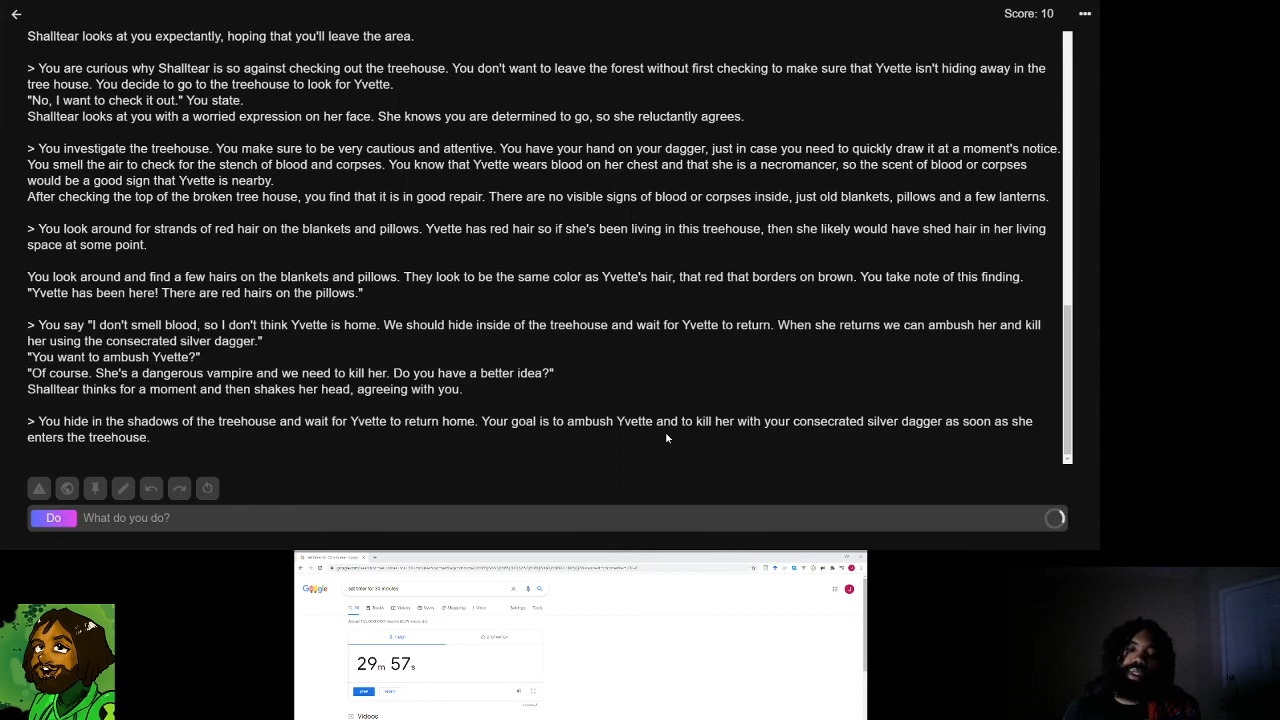 Score: 10
Shalltear looks at you expectantly, hoping that you'll leave the area.
> You are curious why Shalltear is so against checking out the treehouse. You don't want to leave the forest without first checking to make sure that Yvette isn't hiding away in the
tree house. You decide to go to the treehouse to look for Yvette.
"No, I want to check it out." You state.
Shalltear looks at you with a worried expression on her face. She knows you are determined to go, so she reluctantly agrees.
> You investigate the treehouse. You make sure to be very cautious and attentive. You have your hand on your dagger, just in case you need to quickly draw it at a moment's notice.
You smell the air to check for the stench of blood and corpses. You know that Yvette wears blood on her chest and that she is a necromancer, so the scent of blood or corpses
would be a good sign that Yvette is nearby.
After checking the top of the broken tree house, you find that it is in good repair. There are no visible signs of blood or corpses inside, just old blankets, pillows and a few lanterns.
> You look around for strands of red hair on the blankets and pillows. Yvette has red hair so if she's been living in this treehouse, then she likely would have shed hair in her living
space at some point.
You look around and find a few hairs on the blankets and pillows. They look to be the same color as Yvette's hair, that red that borders on brown. You take note of this finding.
"Yvette has been here! There are red hairs on the pillows."
> You say "I don't smell blood, so I don't think Yvette is home. We should hide inside of the treehouse and wait for Yvette to return. When she returns we can ambush her and kill
her using the consecrated silver dagger."
"You want to ambush Yvette?"
"Of course. She's a dangerous vampire and we need to kill her. Do you have a better idea?"
Shalltear thinks for a moment and then shakes her head, agreeing with you.
> You hide in the shadows of the treehouse and wait for Yvette to return home. Your goal is to ambush Yvette and to kill her with your consecrated silver dagger as soon as she
enters the treehouse.
Do What do you do?
Google
All Books Videos News Shopping More Settings Tools
TIMER STOPWATCH
29m 57s
STOP RESET
Videos